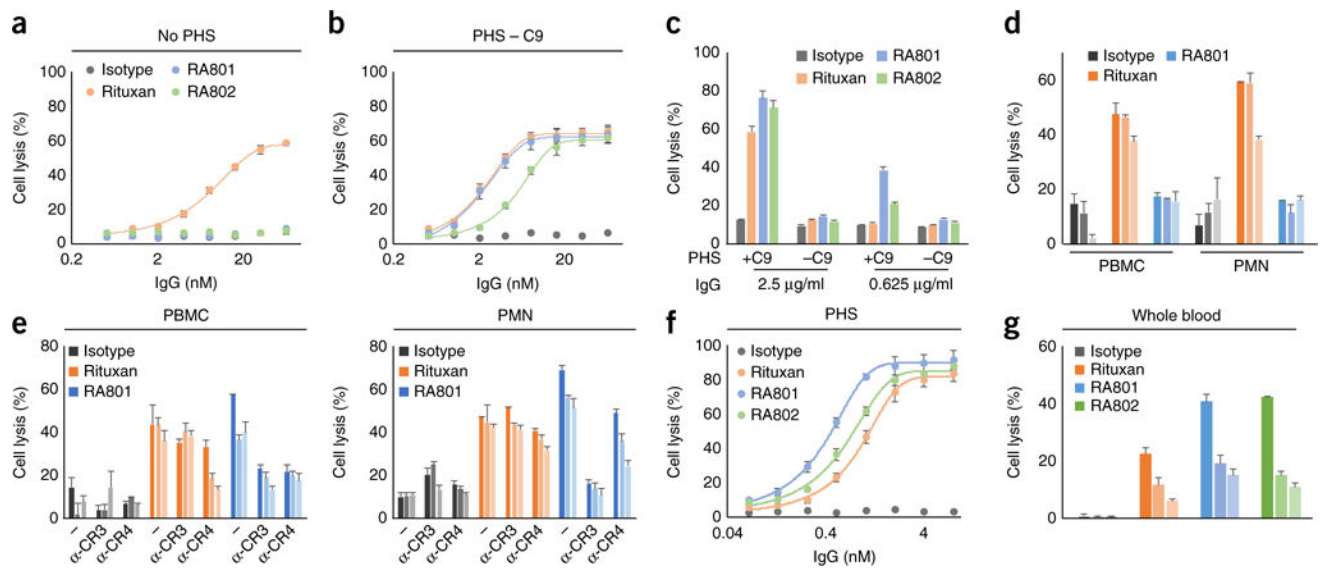 a
No PHS
Isotype
Rituxan
RA801
RA802
Cell lysis (%)
100
80
60
40
20
0
0.2
2
20
IgG (nM)
b
PHS – C9
Cell lysis (%)
100
80
60
40
20
0
0.2
2
20
IgG (nM)
c
Isotype
Rituxan
RA801
RA802
Cell lysis (%)
100
80
60
40
20
0
PHS
+C9
–C9
+C9
–C9
IgG
2.5 μg/ml
0.625 μg/ml
d
Isotype
Rituxan
RA801
Cell lysis (%)
60
40
20
0
PBMC
PMN
e
PBMC
Isotype
Rituxan
RA801
Cell lysis (%)
80
60
40
20
0
–
α-CR3
α-CR4
–
α-CR3
α-CR4
–
α-CR3
α-CR4
PMN
Isotype
Rituxan
RA801
Cell lysis (%)
80
60
40
20
0
–
α-CR3
α-CR4
–
α-CR3
α-CR4
–
α-CR3
α-CR4
f
PHS
Isotype
Rituxan
RA801
RA802
Cell lysis (%)
100
80
60
40
20
0
0.04
0.4
4
IgG (nM)
g
Whole blood
Isotype
Rituxan
RA801
RA802
Cell lysis (%)
60
40
20
0